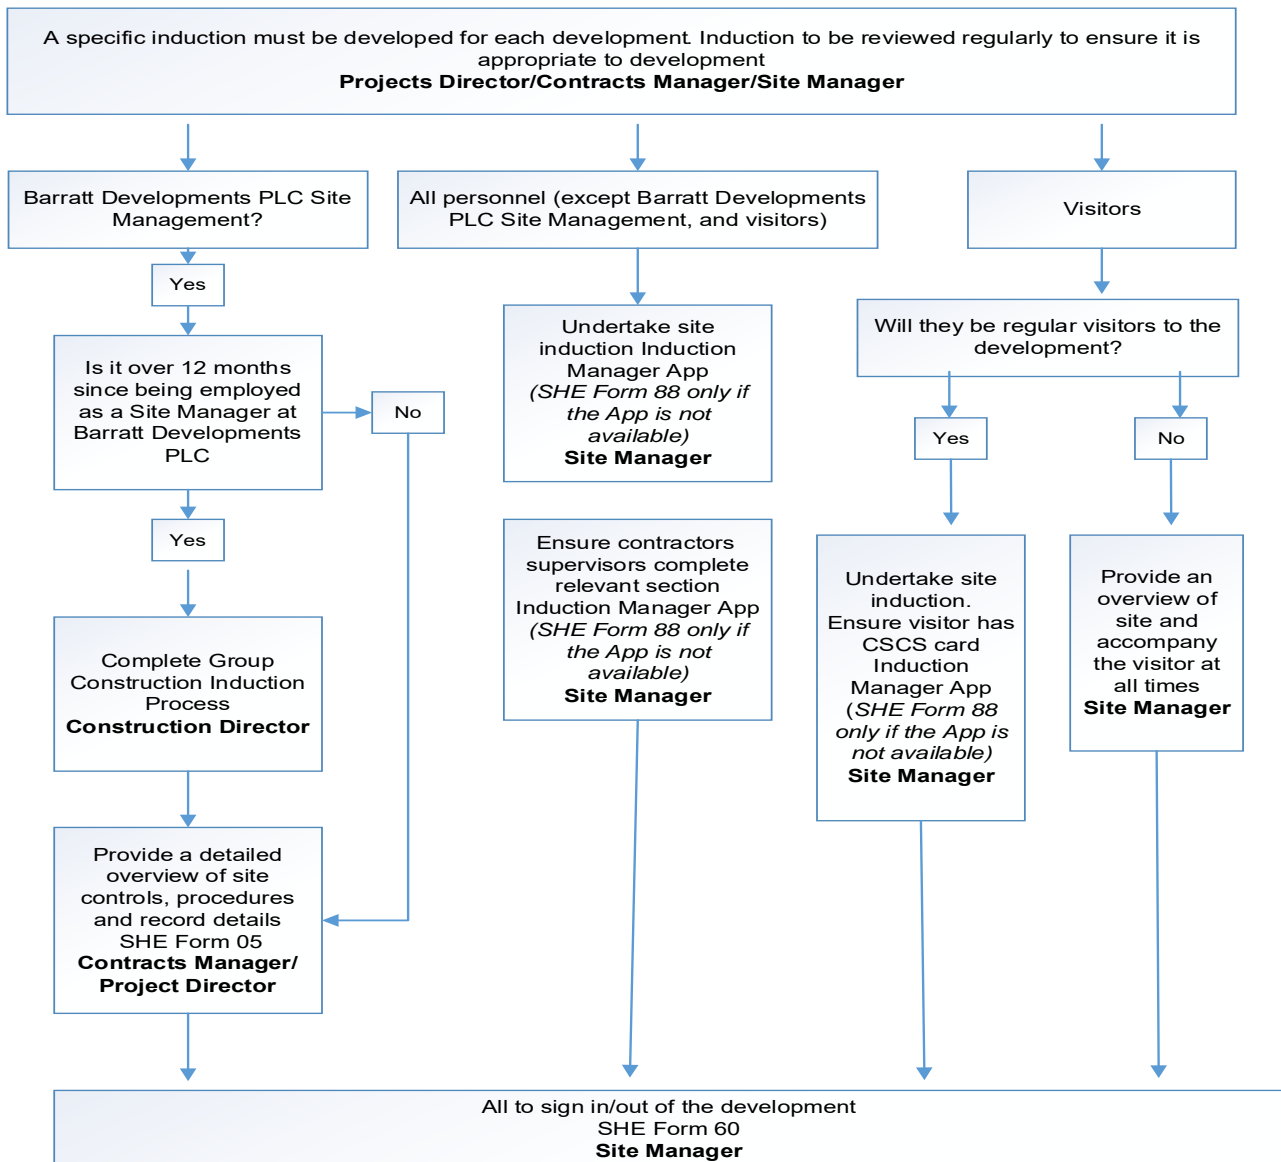 A specific induction must be developed for each development. Induction to be reviewed regularly to ensure it is
appropriate to development
Projects Director/Contracts Manager/Site Manager
Barratt Developments PLC Site
Management?
Yes
Is it over 12 months
since being employed
as a Site Manager at
Barratt Developments
PLC
No
Yes
Complete Group
Construction Induction
Process
Construction Director
Provide a detailed
overview of site
controls, procedures
and record details
SHE Form 05
Contracts Manager/
Project Director
All personnel (except Barratt Developments
PLC Site Management, and visitors)
Undertake site
induction Induction
Manager App
(SHE Form 88 only if
the App is not
available)
Site Manager
Ensure contractors
supervisors complete
relevant section
Induction Manager App
(SHE Form 88 only if
the App is not
available)
Site Manager
Visitors
Will they be regular visitors to the
development?
Yes
Undertake site
induction.
Ensure visitor has
CSCS card
Induction
Manager App
(SHE Form 88
only if the App is
not available)
Site Manager
No
Provide an
overview of
site and
accompany
the visitor at
all times
Site Manager
All to sign in/out of the development
SHE Form 60
Site Manager